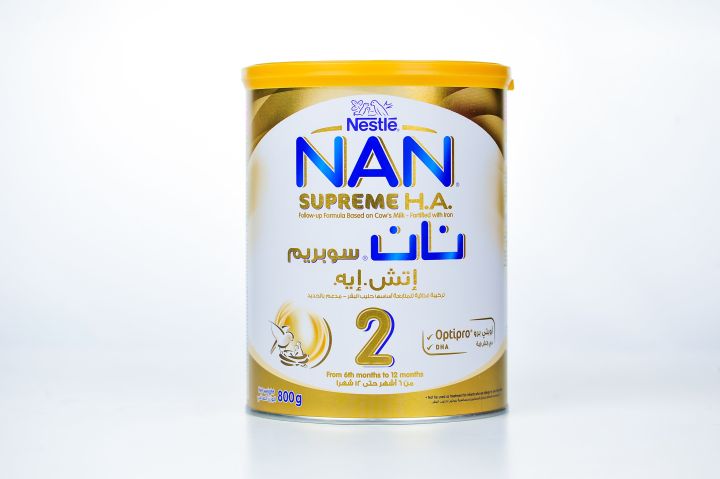 Nestlé®
NAN®
SUPREME H.A.
Follow-up Formula Based on Cow's Milk - Fortified with Iron
نان® سوبريم
إتش.إيه.
تركيبة غذائية للمتابعة أساسها حليب البقر – مدعم بالحديد
2
Optipro® أوبتي برو
DHA
From 6th months to 12 months
من ٦ أشهر حتى ١٢ شهرا
800g